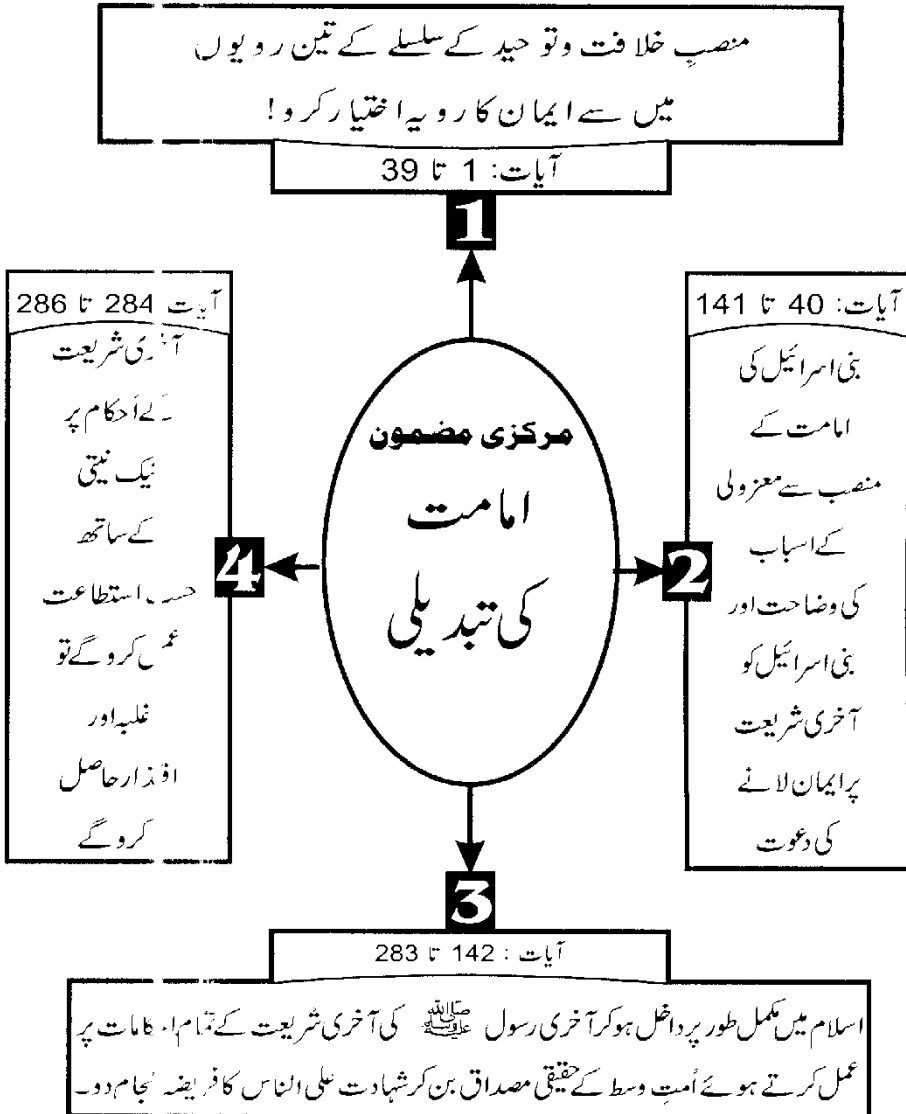 منصبِ خلافت و توحید کے سلسلے کے تین رویوں
میں سے ایمان کا رویہ اختیار کرو!
آیات: 1 تا 39
1
آیات: 40 تا 141
بنی اسرائیل کی
امامت کے
منصب سے معزولی
کے اسباب
کی وضاحت اور
بنی اسرائیل کو
آخری شریعت
پر ایمان لانے
کی دعوت
2
مرکزی مضمون
امامت
کی تبدیلی
آیات 284 تا 286
آخری شریعت
کے احکام پر
نیک نیتی
کے ساتھ
حسب استطاعت
عمل کرو گے تو
غلبہ اور
اقتدار حاصل
کرو گے
4
3
آیات : 142 تا 283
اسلام میں مکمل طور پر داخل ہو کر آخری رسول ﷺ کی آخری شریعت کے تمام احکامات پر
عمل کرتے ہوئے اُمتِ وسط کے حقیقی مصداق بن کر شہادت علی الناس کا فریضہ انجام دو۔